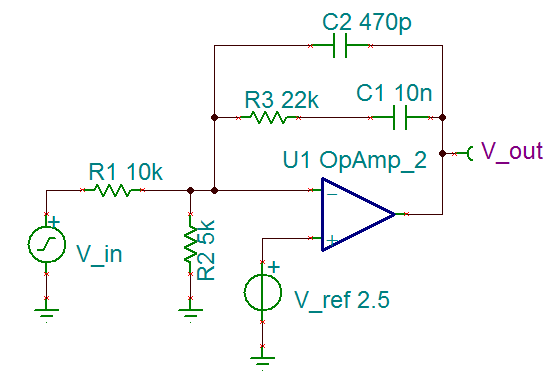 C2 470p
R3 22k
C1 10n
U1 OpAmp_2
V_out
R1 10k
R2 5k
V_in
V_ref 2.5
+
−
+
+